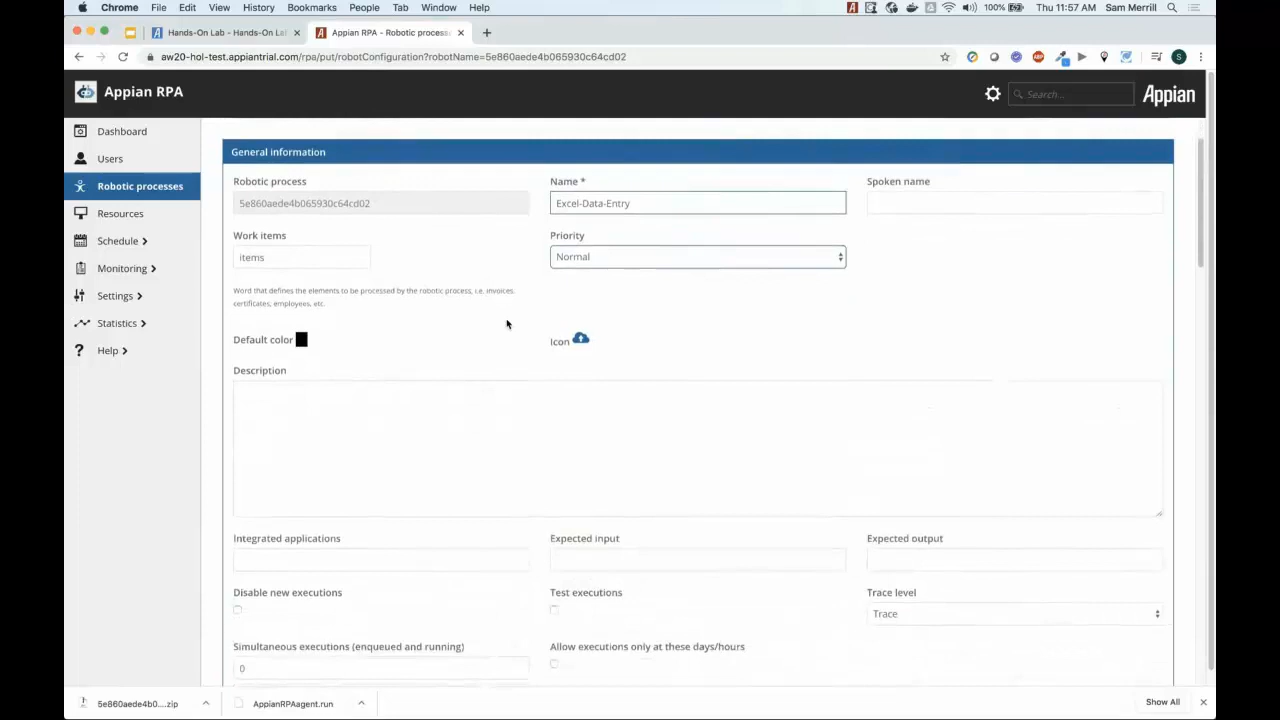 Chrome File Edit View History Bookmarks People Tab Window Help 100% Thu 11:57 AM Sam Merrill
Hands-On Lab - Hands-On La Appian RPA - Robotic process
aw20-hol-test.appiantrial.com/rpa/put/robotConfiguration?robotName=5e860aede4b065930c64cd02 S
Appian RPA Search... Appian
Dashboard
Users
Robotic processes
Resources
Schedule
Monitoring
Settings
Statistics
Help
General information
Robotic process Name * Spoken name
5e860aede4b065930c64cd02 Excel-Data-Entry
Work items Priority
items Normal
Word that defines the elements to be processed by the robotic process, i.e. invoices,
certificates, employees, etc.
Default color Icon
Description
Integrated applications Expected input Expected output
Disable new executions Test executions Trace level
Trace
Simultaneous executions (enqueued and running) Allow executions only at these days/hours
0
5e860aede4b0....zip AppianRPAagent.run Show All